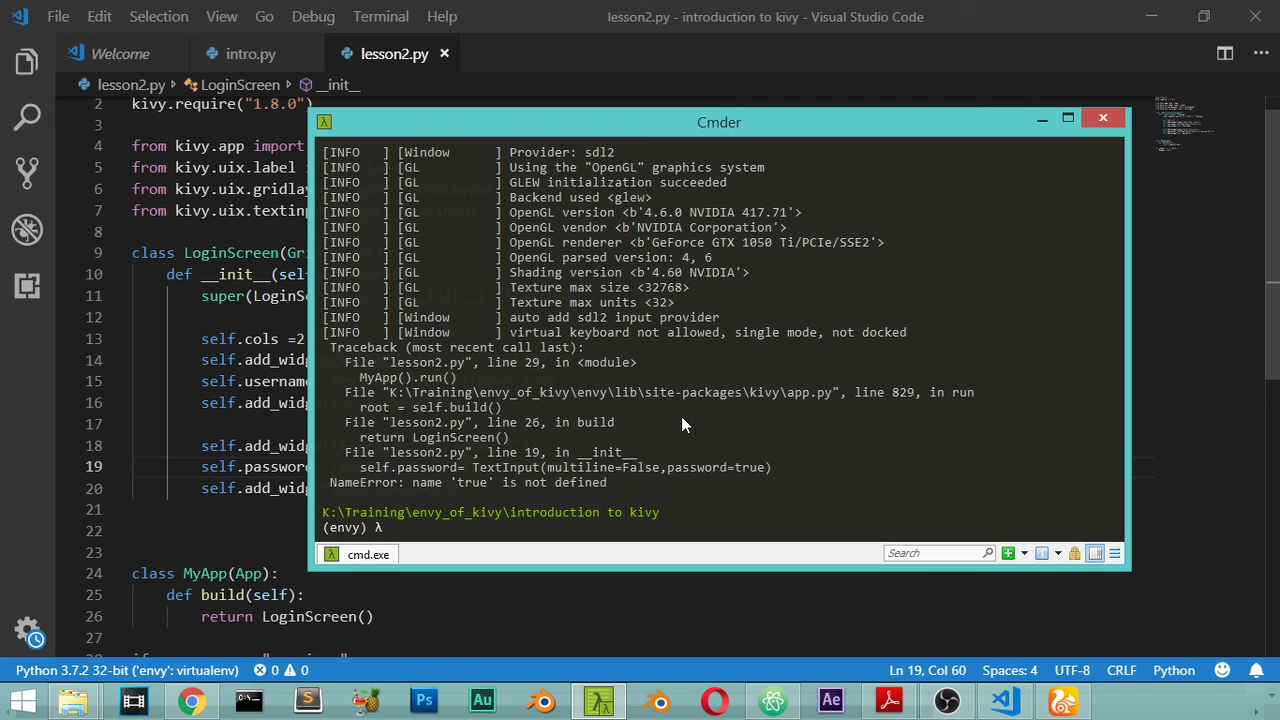 File Edit Selection View Go Debug Terminal Help lesson2.py - introduction to kivy - Visual Studio Code
Welcome intro.py lesson2.py
lesson2.py LoginScreen __init__
2 kivy.require("1.8.0")
3
4 from kivy.app import
5 from kivy.uix.label
6 from kivy.uix.gridlay
7 from kivy.uix.textinp
8
9 class LoginScreen(Gr
10 def __init__(sel
11 super(LoginSc
12
13 self.cols =2
14 self.add_widge
15 self.usernam
16 self.add_widg
17
18 self.add_widg
19 self.passwor
20 self.add_widg
21
22
23
24 class MyApp(App):
25 def build(self):
26 return LoginScreen()
27
Cmder
[INFO ] [Window ] Provider: sdl2
[INFO ] [GL ] Using the "OpenGL" graphics system
[INFO ] [GL ] GLEW initialization succeeded
[INFO ] [GL ] Backend used <glew>
[INFO ] [GL ] OpenGL version <b'4.6.0 NVIDIA 417.71'>
[INFO ] [GL ] OpenGL vendor <b'NVIDIA Corporation'>
[INFO ] [GL ] OpenGL renderer <b'GeForce GTX 1050 Ti/PCIe/SSE2'>
[INFO ] [GL ] OpenGL parsed version: 4, 6
[INFO ] [GL ] Shading version <b'4.60 NVIDIA'>
[INFO ] [GL ] Texture max size <32768>
[INFO ] [GL ] Texture max units <32>
[INFO ] [Window ] auto add sdl2 input provider
[INFO ] [Window ] virtual keyboard not allowed, single mode, not docked
Traceback (most recent call last):
File "lesson2.py", line 29, in <module>
MyApp().run()
File "K:\Training\envy_of_kivy\envy\lib\site-packages\kivy\app.py", line 829, in run
root = self.build()
File "lesson2.py", line 26, in build
return LoginScreen()
File "lesson2.py", line 19, in __init__
self.password= TextInput(multiline=False,password=true)
NameError: name 'true' is not defined
K:\Training\envy_of_kivy\introduction to kivy
(envy) λ
cmd.exe Search
Python 3.7.2 32-bit ('envy': virtualenv) 0 0 Ln 19, Col 60 Spaces: 4 UTF-8 CRLF Python
Ps Au Ae